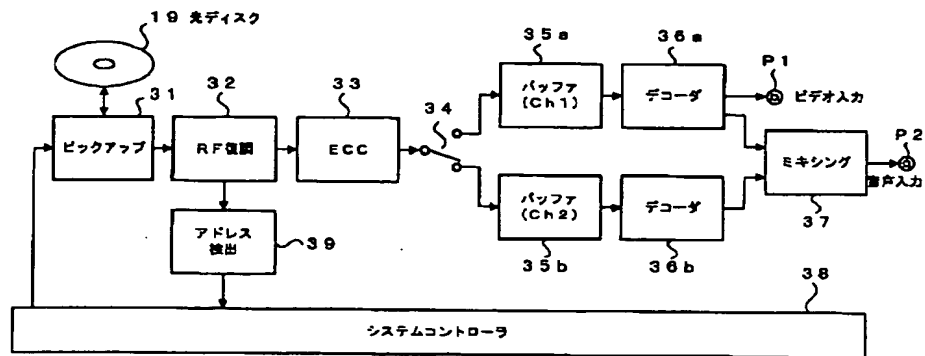 19 光ディスク
31
ピックアップ
32
RF復調
33
ECC
34
35a
バッファ
(Ch1)
36a
デコーダ
P1
ビデオ入力
35b
バッファ
(Ch2)
36b
デコーダ
ミキシング
37
P2
音声入力
アドレス
検出
39
38
システムコントローラ